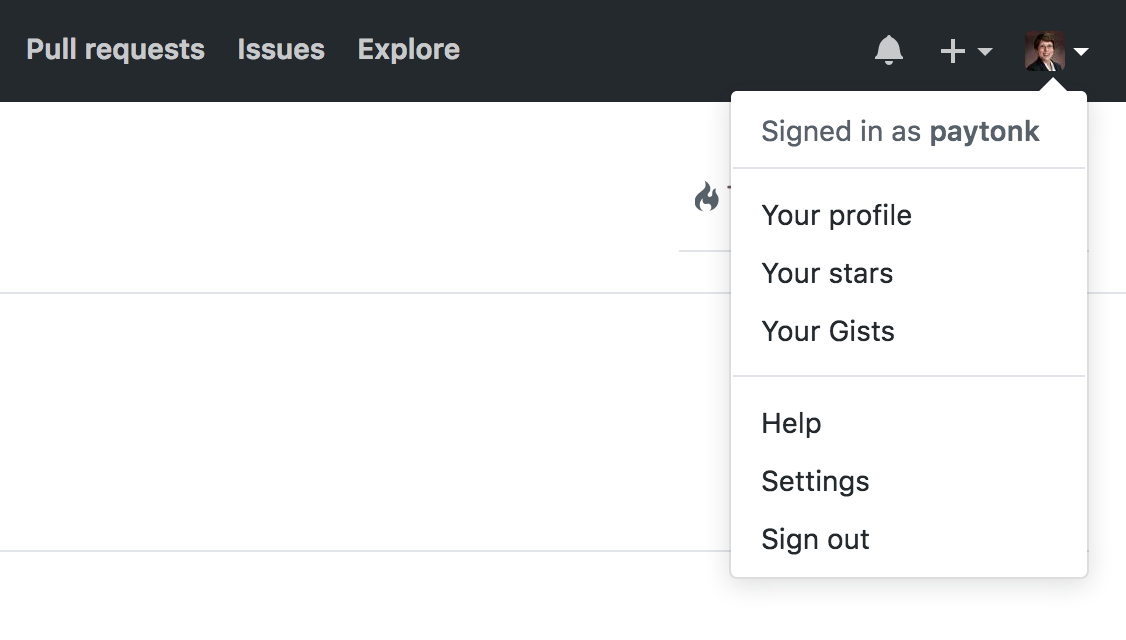 Pull requests Issues Explore
Signed in as paytonk
Your profile
Your stars
Your Gists
Help
Settings
Sign out